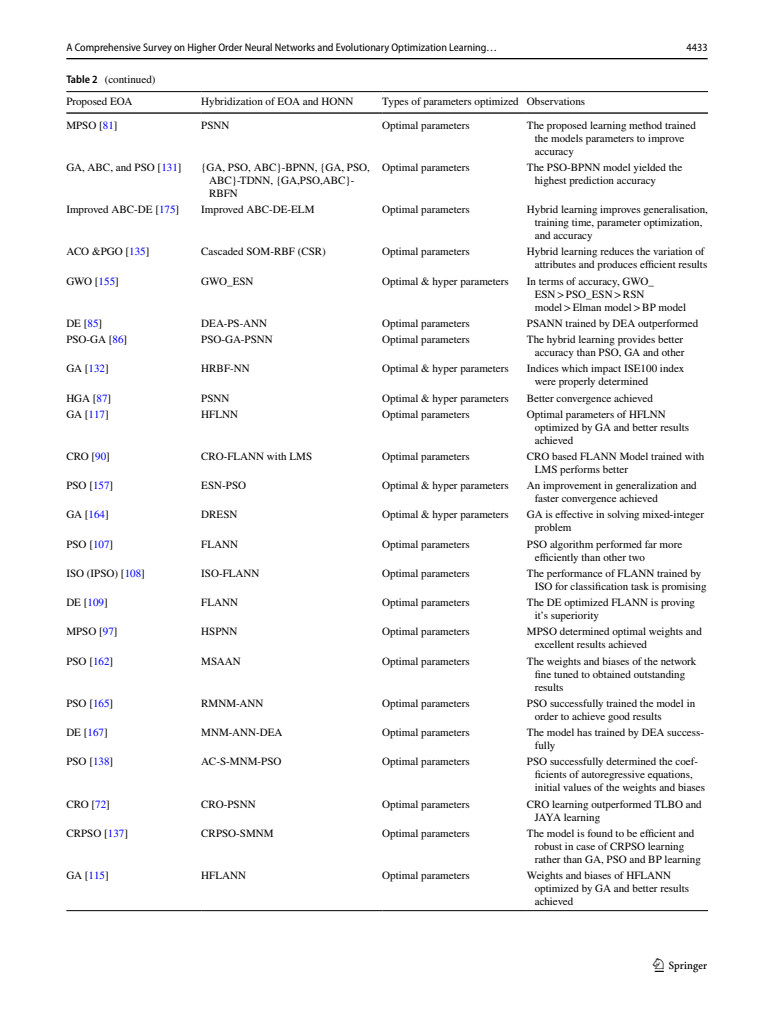 A Comprehensive Survey on Higher Order Neural Networks and Evolutionary Optimization Learning… 4433
Table 2 (continued)
Proposed EOA Hybridization of EOA and HONN Types of parameters optimized Observations
MPSO [81] PSNN Optimal parameters The proposed learning method trained
the models parameters to improve
accuracy
GA, ABC, and PSO [131] {GA, PSO, ABC}-BPNN, {GA, PSO, Optimal parameters The PSO-BPNN model yielded the
ABC}-TDNN, {GA,PSO,ABC}- highest prediction accuracy
RBFN
Improved ABC-DE [175] Improved ABC-DE-ELM Optimal parameters Hybrid learning improves generalisation,
training time, parameter optimization,
and accuracy
ACO &PGO [135] Cascaded SOM-RBF (CSR) Optimal parameters Hybrid learning reduces the variation of
attributes and produces efficient results
GWO [155] GWO_ESN Optimal & hyper parameters In terms of accuracy, GWO_
ESN > PSO_ESN > RSN
model > Elman model > BP model
DE [85] DEA-PS-ANN Optimal parameters PSANN trained by DEA outperformed
PSO-GA [86] PSO-GA-PSNN Optimal parameters The hybrid learning provides better
accuracy than PSO, GA and other
GA [132] HRBF-NN Optimal & hyper parameters Indices which impact ISE100 index
were properly determined
HGA [87] PSNN Optimal & hyper parameters Better convergence achieved
GA [117] HFLNN Optimal parameters Optimal parameters of HFLNN
optimized by GA and better results
achieved
CRO [90] CRO-FLANN with LMS Optimal parameters CRO based FLANN Model trained with
LMS performs better
PSO [157] ESN-PSO Optimal & hyper parameters An improvement in generalization and
faster convergence achieved
GA [164] DRESN Optimal & hyper parameters GA is effective in solving mixed-integer
problem
PSO [107] FLANN Optimal parameters PSO algorithm performed far more
efficiently than other two
ISO (IPSO) [108] ISO-FLANN Optimal parameters The performance of FLANN trained by
ISO for classification task is promising
DE [109] FLANN Optimal parameters The DE optimized FLANN is proving
it's superiority
MPSO [97] HSPNN Optimal parameters MPSO determined optimal weights and
excellent results achieved
PSO [162] MSAAN Optimal parameters The weights and biases of the network
fine tuned to obtained outstanding
results
PSO [165] RMNM-ANN Optimal parameters PSO successfully trained the model in
order to achieve good results
DE [167] MNM-ANN-DEA Optimal parameters The model has trained by DEA success-
fully
PSO [138] AC-S-MNM-PSO Optimal parameters PSO successfully determined the coef-
ficients of autoregressive equations,
initial values of the weights and biases
CRO [72] CRO-PSNN Optimal parameters CRO learning outperformed TLBO and
JAYA learning
CRPSO [137] CRPSO-SMNM Optimal parameters The model is found to be efficient and
robust in case of CRPSO learning
rather than GA, PSO and BP learning
GA [115] HFLANN Optimal parameters Weights and biases of HFLANN
optimized by GA and better results
achieved
Springer